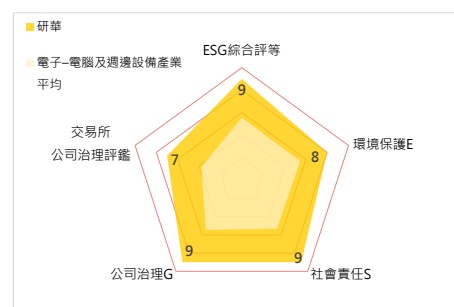 研華
電子–電腦及週邊設備產業
平均
ESG綜合評等
9
環境保護E
8
交易所
公司治理評鑑
7
9
9
公司治理G
社會責任S